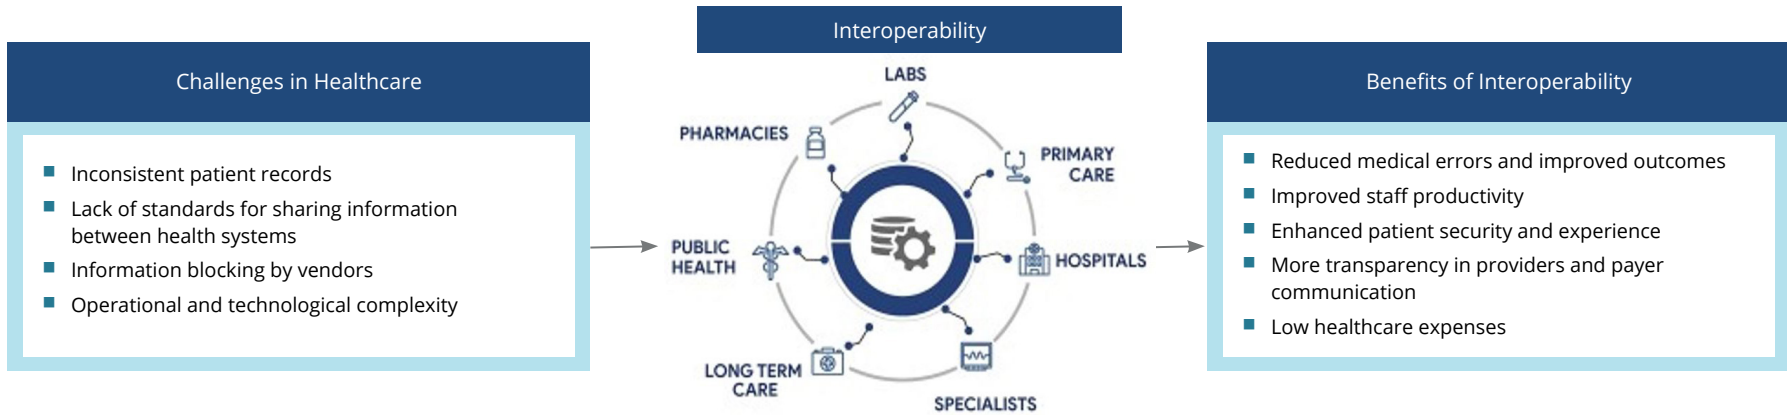 Challenges in Healthcare
Inconsistent patient records
Lack of standards for sharing information
between health systems
Information blocking by vendors
Operational and technological complexity
Interoperability
LABS
PHARMACIES
PRIMARY
CARE
PUBLIC
HEALTH
HOSPITALS
LONG TERM
CARE
SPECIALISTS
Benefits of Interoperability
Reduced medical errors and improved outcomes
Improved staff productivity
Enhanced patient security and experience
More transparency in providers and payer
communication
Low healthcare expenses